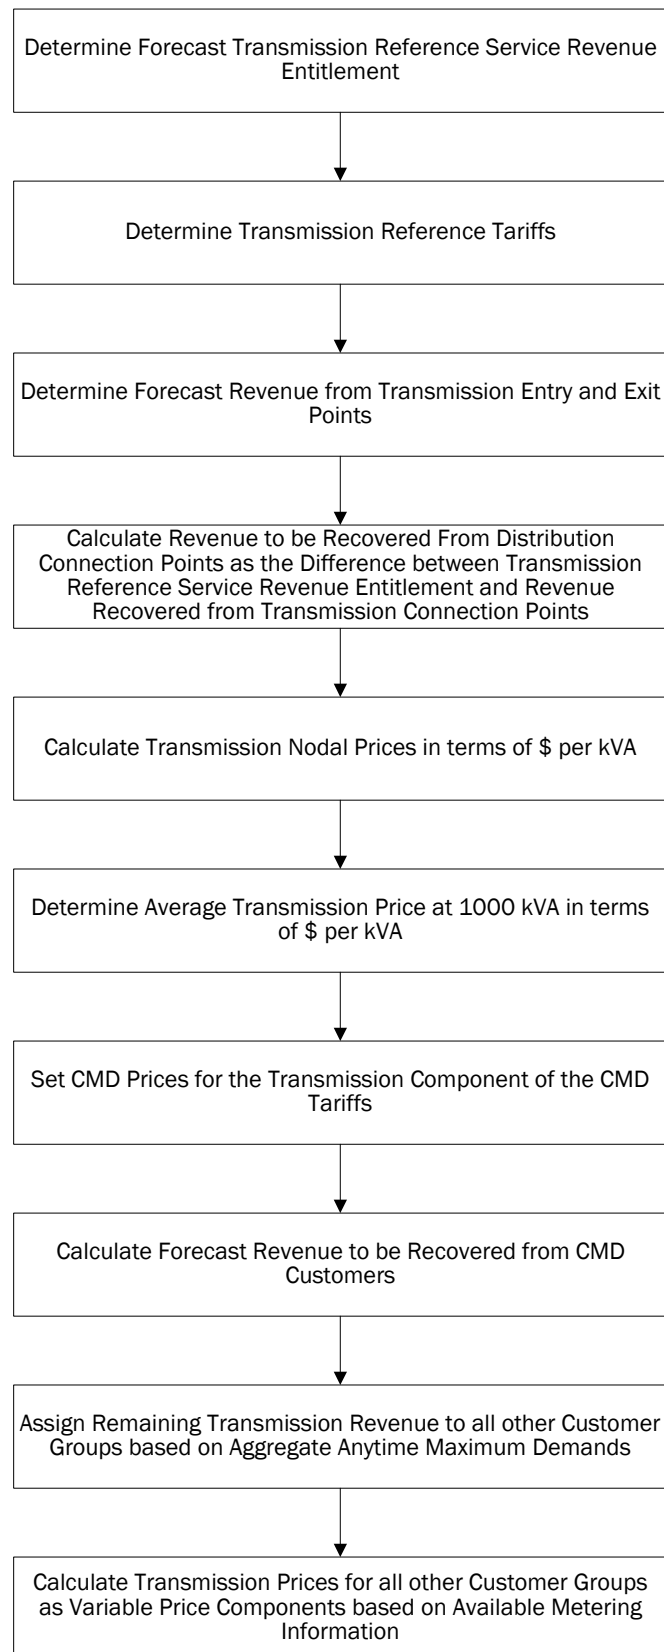 Determine Forecast Transmission Reference Service Revenue
Entitlement
Determine Transmission Reference Tariffs
Determine Forecast Revenue from Transmission Entry and Exit
Points
Calculate Revenue to be Recovered From Distribution
Connection Points as the Difference between Transmission
Reference Service Revenue Entitlement and Revenue
Recovered from Transmission Connection Points
Calculate Transmission Nodal Prices in terms of $ per kVA
Determine Average Transmission Price at 1000 kVA in terms
of $ per kVA
Set CMD Prices for the Transmission Component of the CMD
Tariffs
Calculate Forecast Revenue to be Recovered from CMD
Customers
Assign Remaining Transmission Revenue to all other Customer
Groups based on Aggregate Anytime Maximum Demands
Calculate Transmission Prices for all other Customer Groups
as Variable Price Components based on Available Metering
Information